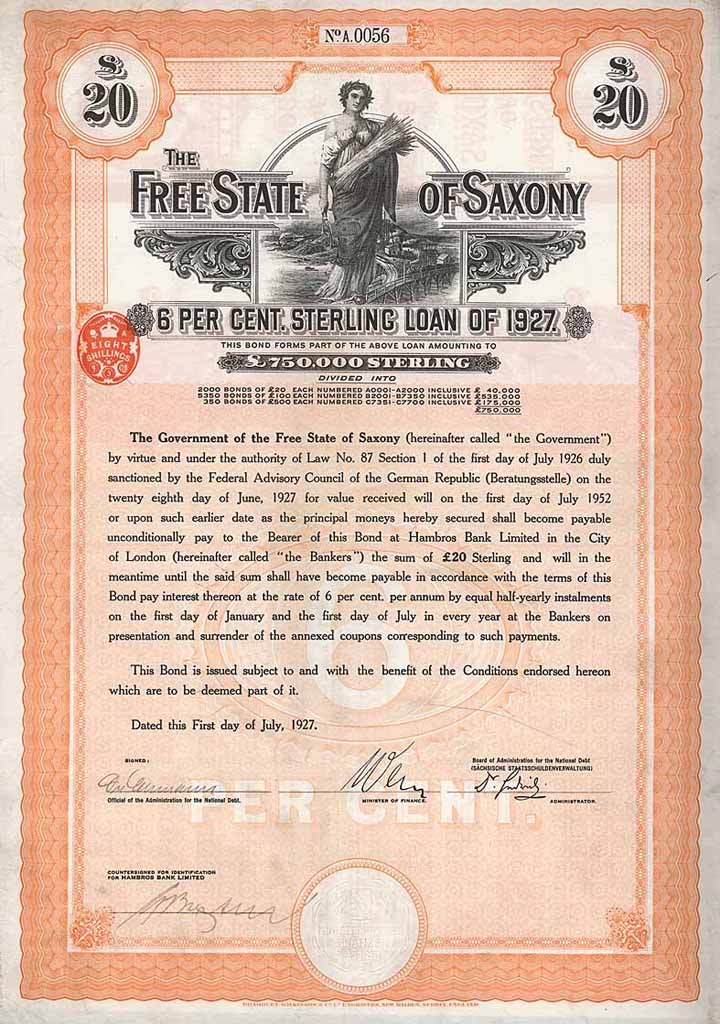 No. A.0056
£ 20
£ 20
THE
FREE STATE OF SAXONY
6 PER CENT. STERLING LOAN OF 1927.
EIGHT
SHILLINGS
THIS BOND FORMS PART OF THE ABOVE LOAN AMOUNTING TO
£750,000 STERLING
DIVIDED INTO
2000 BONDS OF £20 EACH NUMBERED A0001-A2000 INCLUSIVE £ 40,000
5350 BONDS OF £100 EACH NUMBERED B2001-B7350 INCLUSIVE £535,000
350 BONDS OF £500 EACH NUMBERED C7351-C7700 INCLUSIVE £175,000
£750,000
The Government of the Free State of Saxony (hereinafter called "the Government")
by virtue and under the authority of Law No. 87 Section 1 of the first day of July 1926 duly
sanctioned by the Federal Advisory Council of the German Republic (Beratungsstelle) on the
twenty eighth day of June, 1927 for value received will on the first day of July 1952
or upon such earlier date as the principal moneys hereby secured shall become payable
unconditionally pay to the Bearer of this Bond at Hambros Bank Limited in the City
of London (hereinafter called "the Bankers") the sum of £20 Sterling and will in the
meantime until the said sum shall have become payable in accordance with the terms of this
Bond pay interest thereon at the rate of 6 per cent. per annum by equal half-yearly instalments
on the first day of January and the first day of July in every year at the Bankers on
presentation and surrender of the annexed coupons corresponding to such payments.
This Bond is issued subject to and with the benefit of the Conditions endorsed hereon
which are to be deemed part of it.
Dated this First day of July, 1927.
6
PER CENT.
SIGNED:
Official of the Administration for the National Debt.
MINISTER OF FINANCE.
Board of Administration for the National Debt
(SÄCHSISCHE STAATSSCHULDENVERWALTUNG)
ADMINISTRATOR.
COUNTERSIGNED FOR IDENTIFICATION
FOR HAMBROS BANK LIMITED
BRADBURY, WILKINSON & Co. Ld. ENGRAVERS, NEW MALDEN, SURREY, ENGLAND.